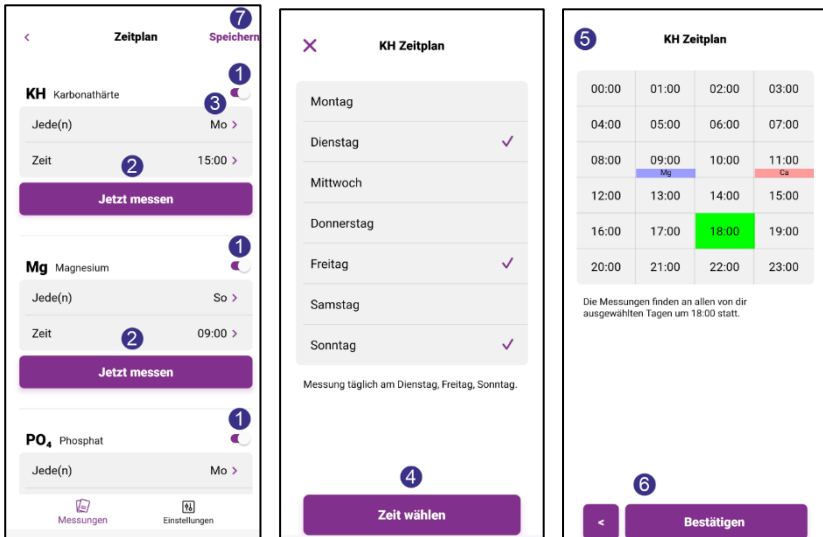 7
Zeitplan
Speichern
1
KH Karbonathärte
3
Jede(n) Mo >
Zeit 2 15:00 >
Jetzt messen
1
Mg Magnesium
Jede(n) So >
Zeit 2 09:00 >
Jetzt messen
1
PO₄ Phosphat
Jede(n) Mo >
Messungen Einstellungen
KH Zeitplan
Montag
Dienstag
Mittwoch
Donnerstag
Freitag
Samstag
Sonntag
Messung täglich am Dienstag, Freitag, Sonntag.
4
Zeit wählen
5 KH Zeitplan
00:00 01:00 02:00 03:00
04:00 05:00 06:00 07:00
08:00 09:00 10:00 11:00
Mg Ca
12:00 13:00 14:00 15:00
16:00 17:00 18:00 19:00
20:00 21:00 22:00 23:00
Die Messungen finden an allen von dir
ausgewählten Tagen um 18:00 statt.
6
< Bestätigen